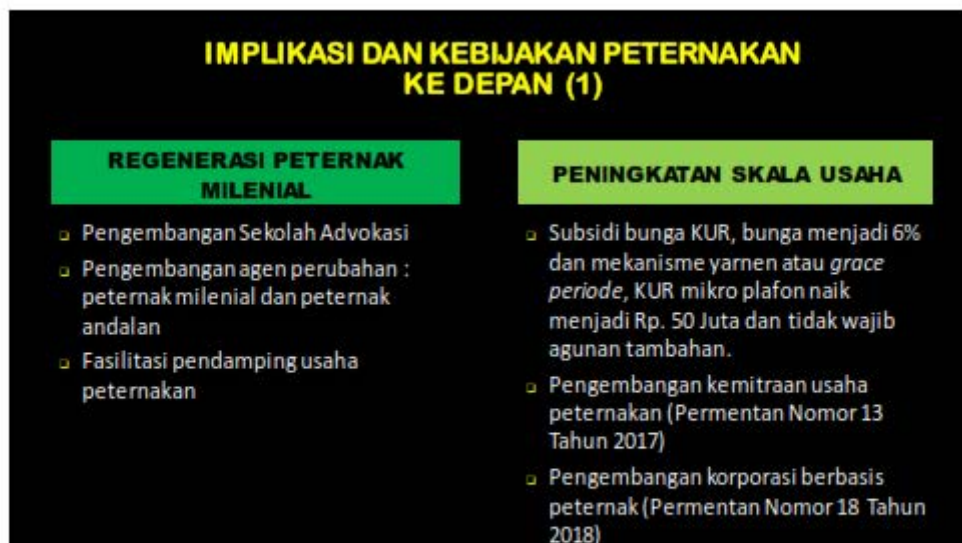 IMPLIKASI DAN KEBIJAKAN PETERNAKAN
KE DEPAN (1)
REGENERASI PETERNAK
MILENIAL
Pengembangan Sekolah Advokasi
Pengembangan agen perubahan :
peternak milenial dan peternak
andalan
Fasilitasi pendamping usaha
peternakan
PENINGKATAN SKALA USAHA
Subsidi bunga KUR, bunga menjadi 6%
dan mekanisme yarnen atau grace
periode, KUR mikro plafon naik
menjadi Rp. 50 Juta dan tidak wajib
agunan tambahan.
Pengembangan kemitraan usaha
peternakan (Permentan Nomor 13
Tahun 2017)
Pengembangan korporasi berbasis
peternak (Permentan Nomor 18 Tahun
2018)